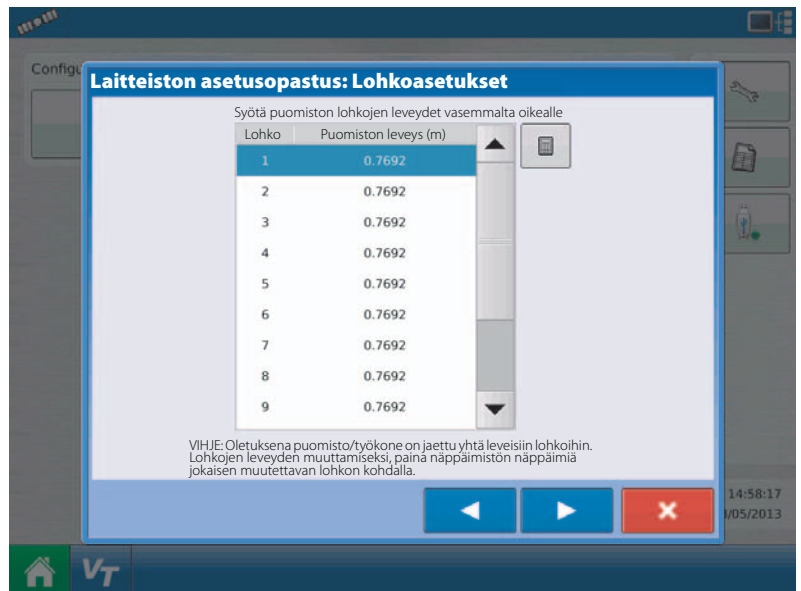 Configu
Laitteiston asetusopastus: Lohkoasetukset
Syötä puomiston lohkojen leveydet vasemmalta oikealle
Lohko Puomiston leveys (m)
1 0.7692
2 0.7692
3 0.7692
4 0.7692
5 0.7692
6 0.7692
7 0.7692
8 0.7692
9 0.7692
VIHJE: Oletuksena puomisto/työkone on jaettu yhtä leveisiin lohkoihin.
Lohkojen leveyden muuttamiseksi, paina näppäimistön näppäimiä
jokaisen muutettavan lohkon kohdalla.
14:58:17
/05/2013
VT